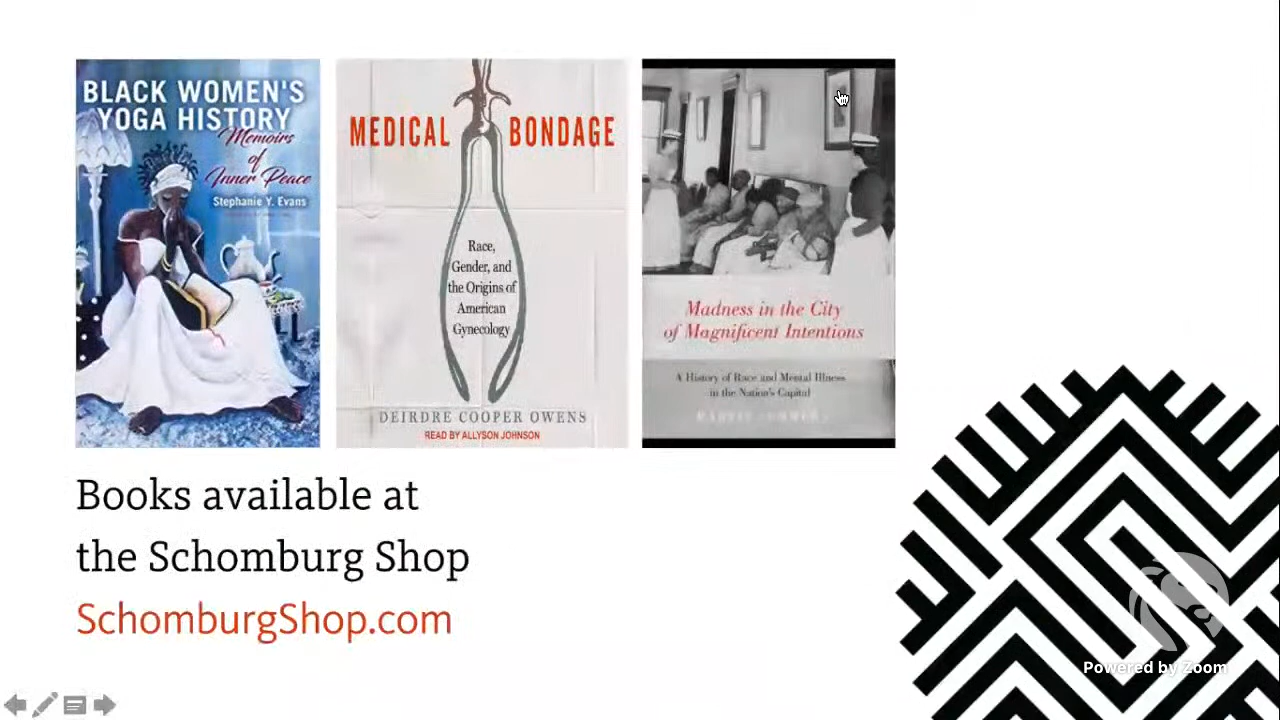 BLACK WOMEN'S
YOGA HISTORY
Memoirs
of
Inner Peace
Stephanie Y. Evans
MEDICAL BONDAGE
Race,
Gender, and
the Origins of
American
Gynecology
DEIRDRE COOPER OWENS
READ BY ALLYSON JOHNSON
Madness in the City
of Magnificent Intentions
A History of Race and Mental Illness
in the Nation's Capital
Books available at
the Schomburg Shop
SchomburgShop.com
Powered by Zoom